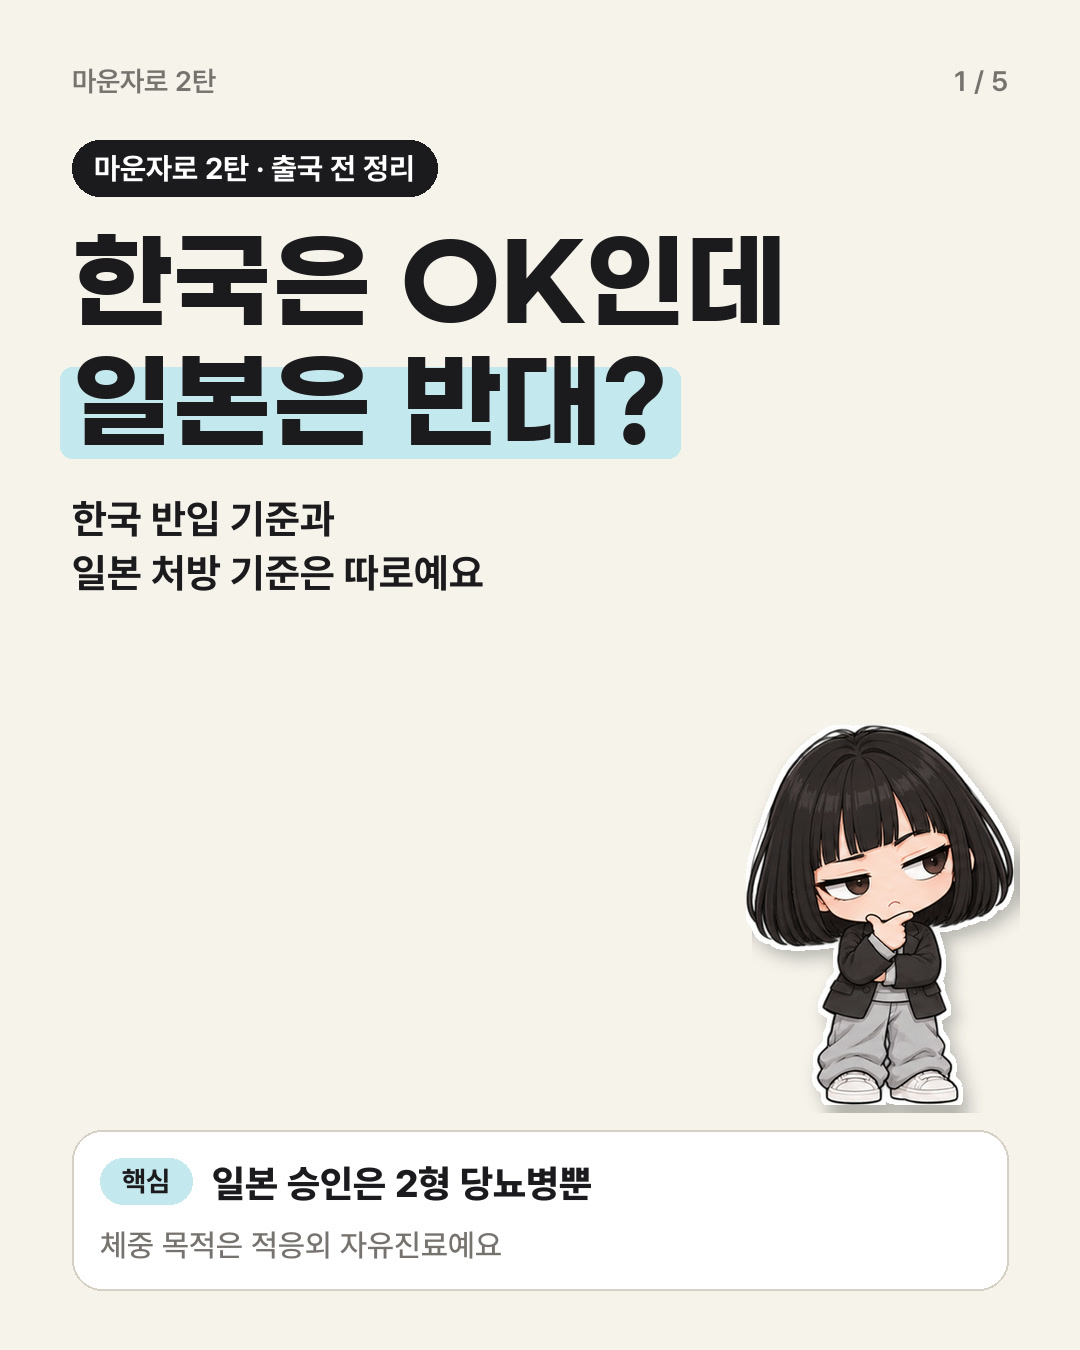 마운자로 2탄
1 / 5
마운자로 2탄 · 출국 전 정리
한국은 OK인데
일본은 반대?
한국 반입 기준과
일본 처방 기준은 따로예요
핵심 일본 승인은 2형 당뇨병뿐
체중 목적은 적응외 자유진료예요